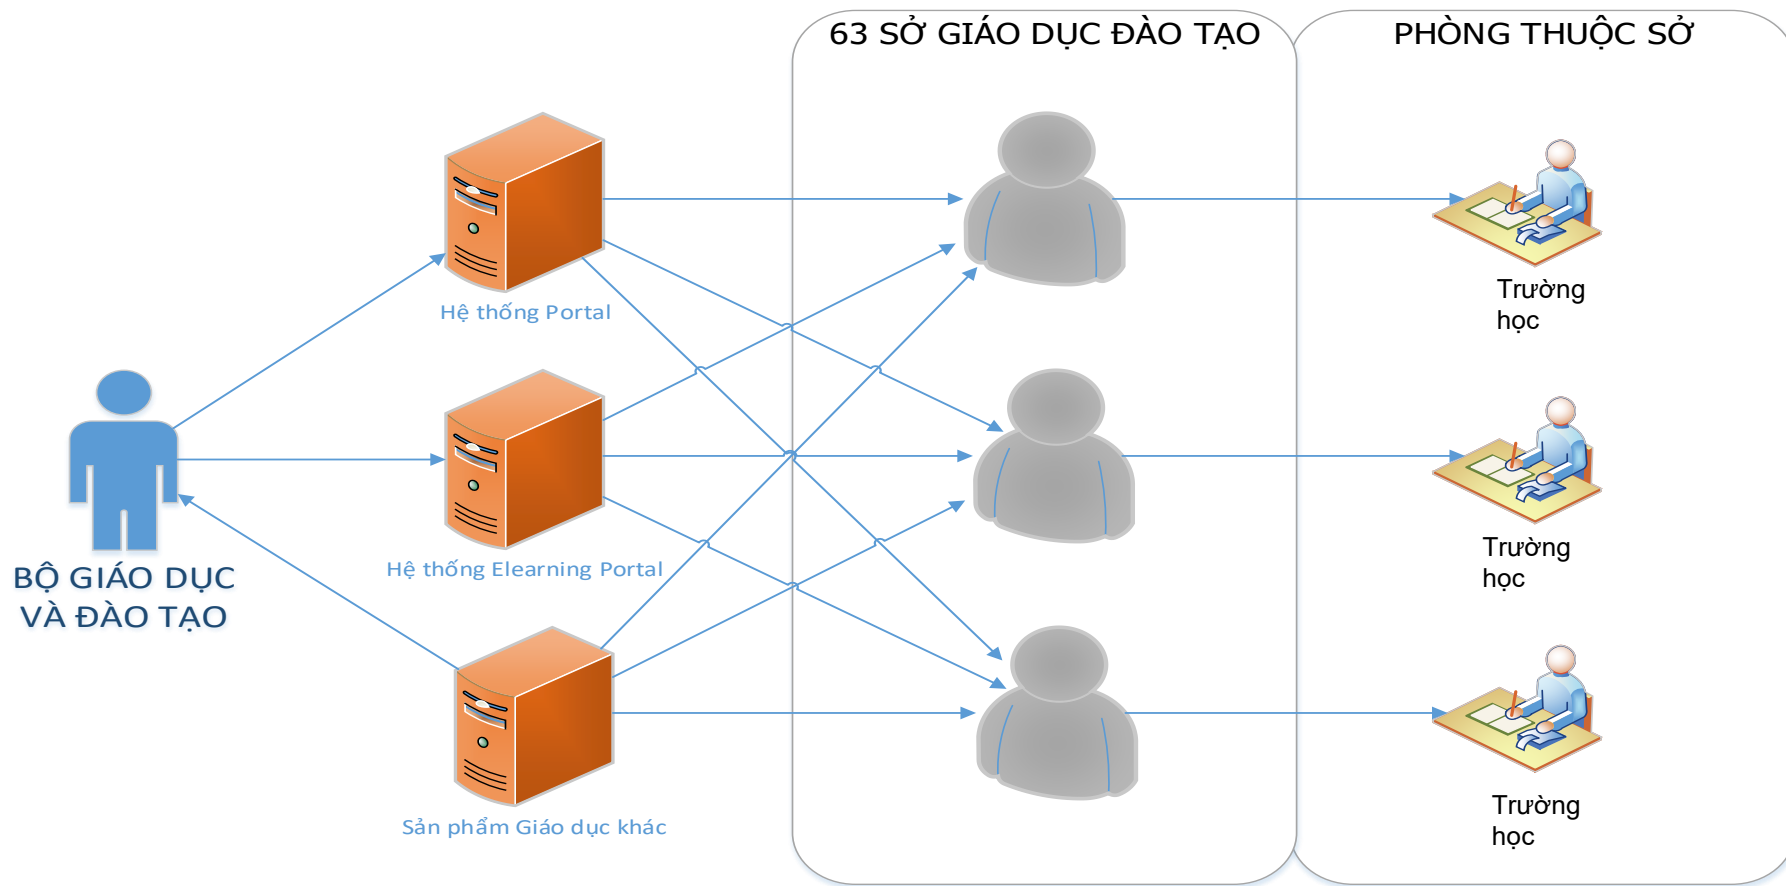 63 SỞ GIÁO DỤC ĐÀO TẠO
PHÒNG THUỘC SỞ
Hệ thống Portal
Trường
học
Hệ thống Elearning Portal
Trường
học
BỘ GIÁO DỤC
VÀ ĐÀO TẠO
Sản phẩm Giáo dục khác
Trường
học